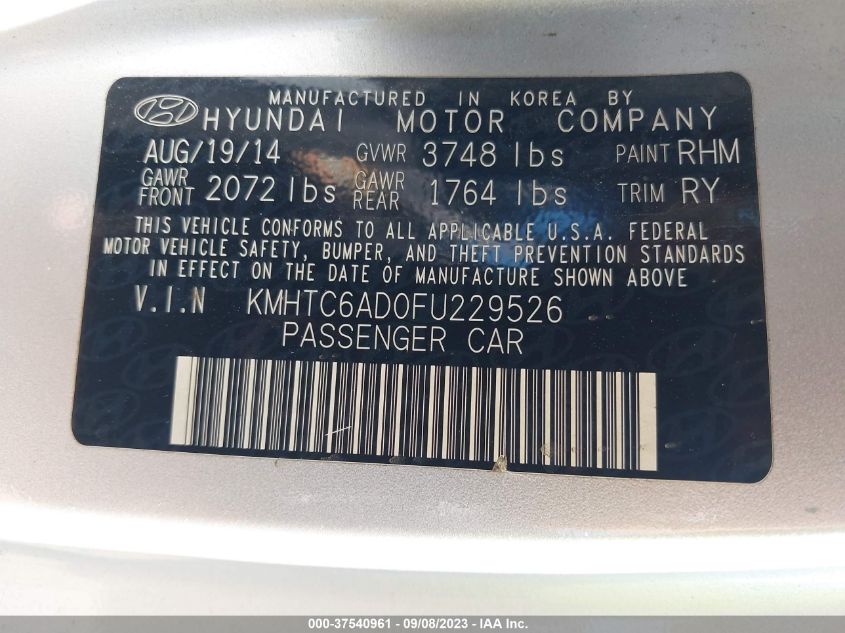 MANUFACTURED IN KOREA BY
HYUNDAI MOTOR COMPANY
AUG/19/14 GVWR 3748 lbs PAINT RHM
GAWR FRONT 2072 lbs GAWR REAR 1764 lbs TRIM RY
THIS VEHICLE CONFORMS TO ALL APPLICABLE U.S.A. FEDERAL
MOTOR VEHICLE SAFETY, BUMPER, AND THEFT PREVENTION STANDARDS
IN EFFECT ON THE DATE OF MANUFACTURE SHOWN ABOVE
V.I.N KMHTC6AD0FU229526
PASSENGER CAR
000-37540961 - 09/08/2023 - IAA Inc.